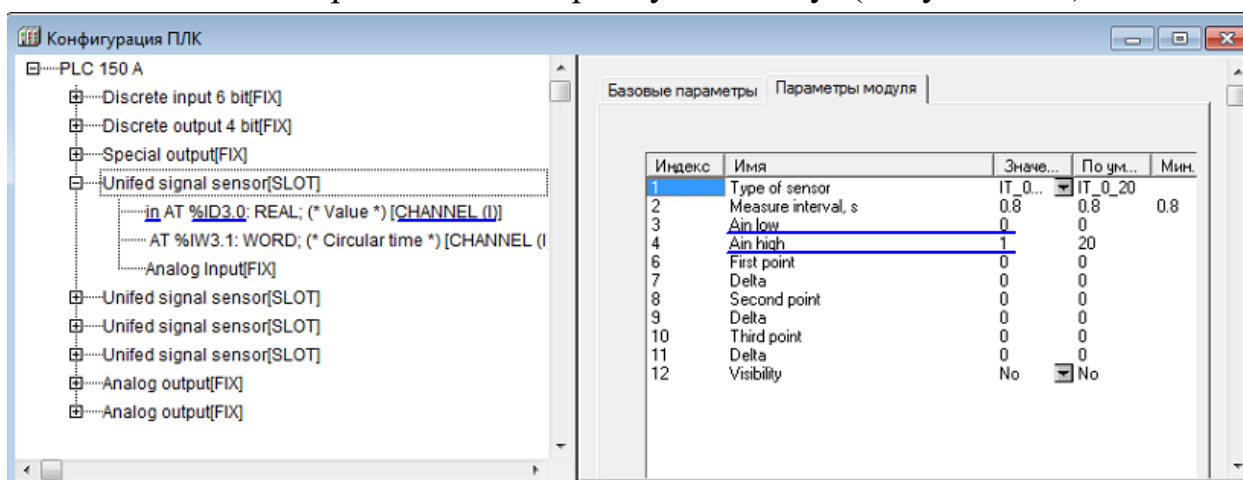 Конфигурация ПЛК
PLC 150 A
Discrete input 6 bit[FIX]
Discrete output 4 bit[FIX]
Special output[FIX]
Unifed signal sensor[SLOT]
in AT %ID3.0: REAL; (* Value *) [CHANNEL (I)]
AT %IW3.1: WORD; (* Circular time *) [CHANNEL (I
Analog Input[FIX]
Unifed signal sensor[SLOT]
Unifed signal sensor[SLOT]
Unifed signal sensor[SLOT]
Analog output[FIX]
Analog output[FIX]
Базовые параметры Параметры модуля
Индекс Имя Значе... По ум... Мин.
1 Type of sensor IT_0... IT_0_20
2 Measure interval, s 0.8 0.8 0.8
3 Ain low 0 0
4 Ain high 1 20
6 First point 0 0
7 Delta 0 0
8 Second point 0 0
9 Delta 0 0
10 Third point 0 0
11 Delta 0 0
12 Visibility No No